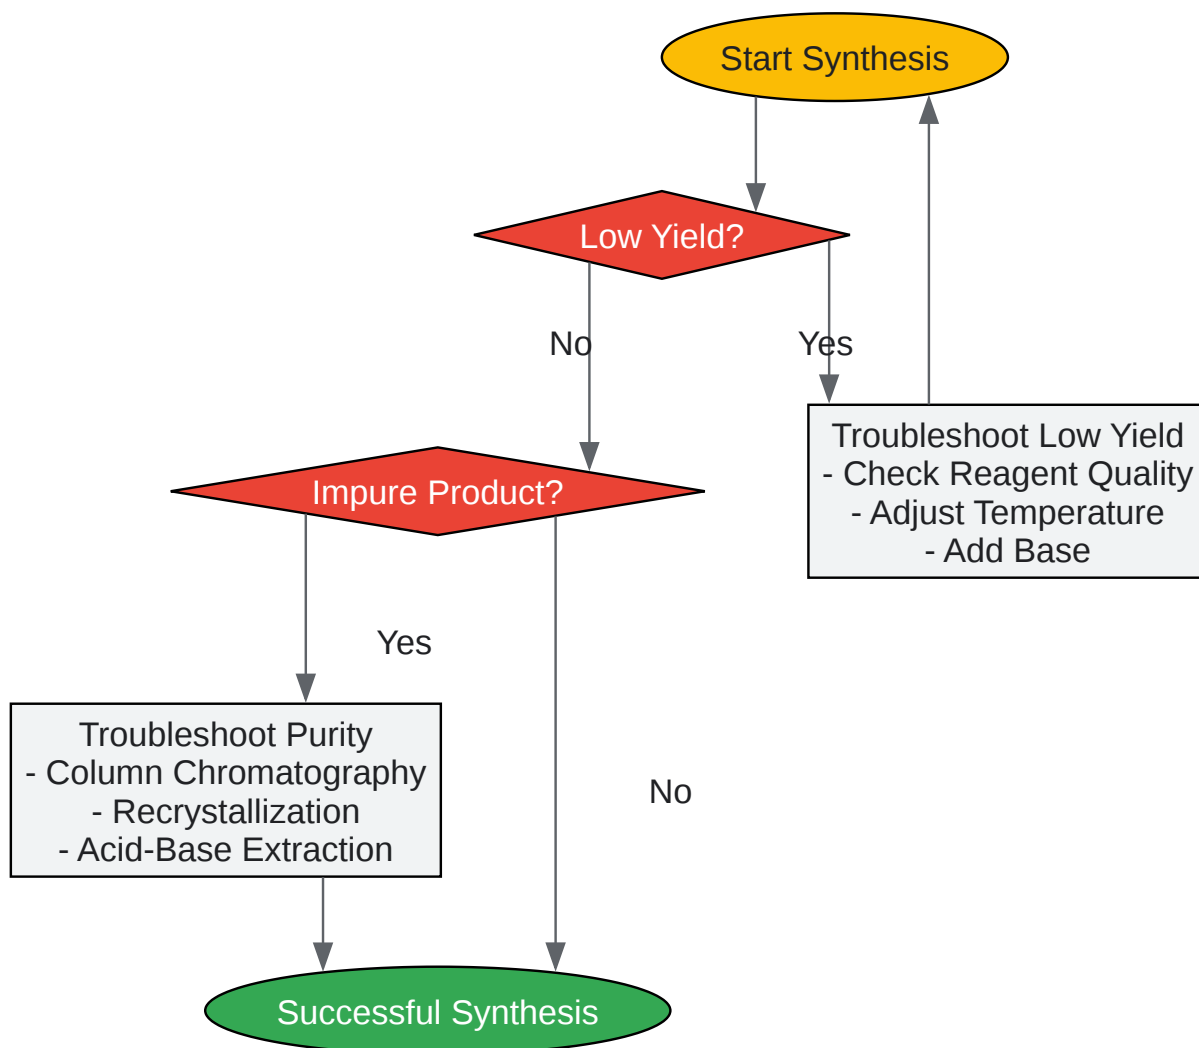 Start Synthesis
Low Yield?
No
Yes
Troubleshoot Low Yield
- Check Reagent Quality
- Adjust Temperature
- Add Base
Impure Product?
Yes
No
Troubleshoot Purity
- Column Chromatography
- Recrystallization
- Acid-Base Extraction
Successful Synthesis